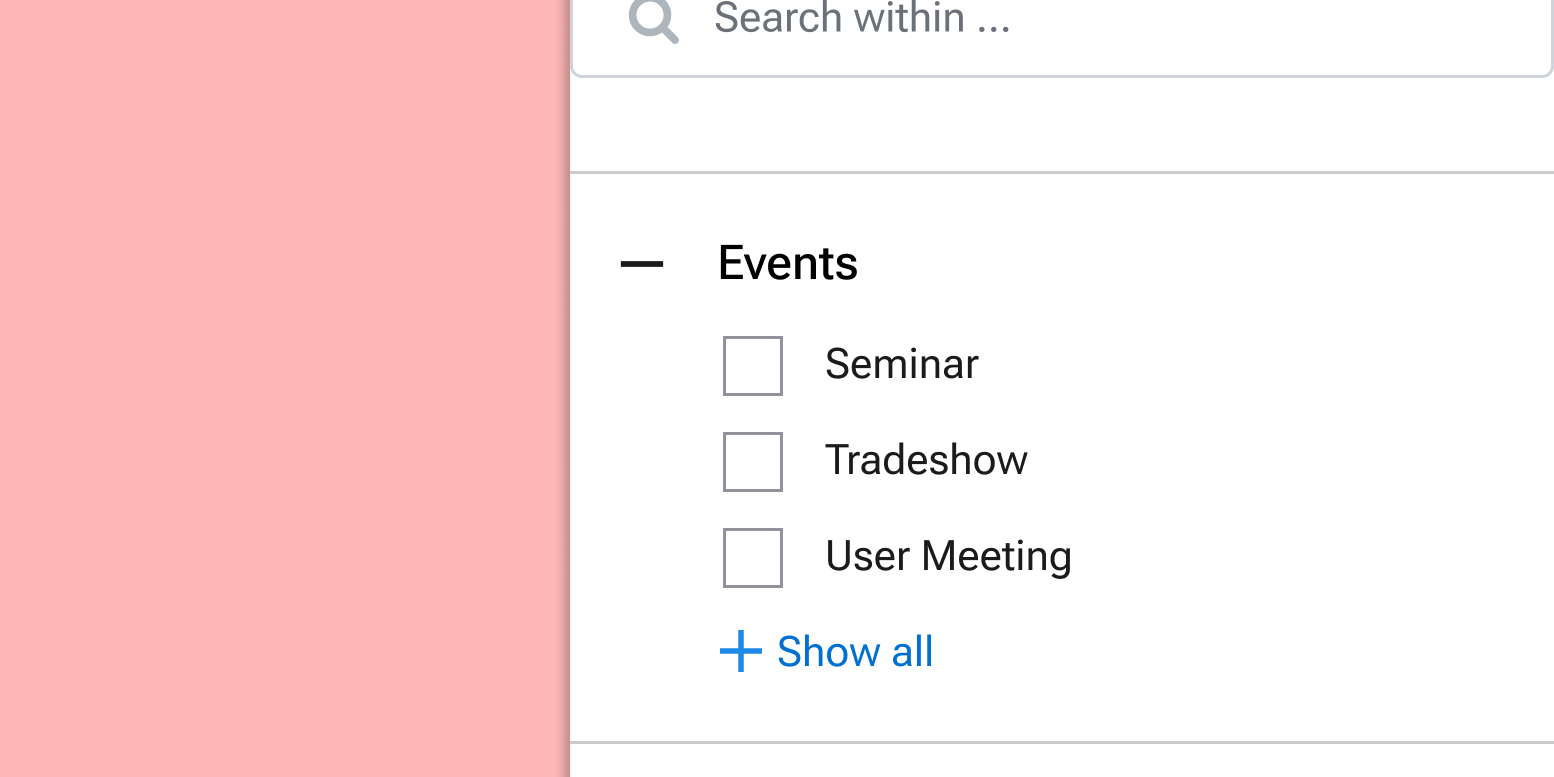 Search within ...
Events
Seminar
Tradeshow
User Meeting
Show all